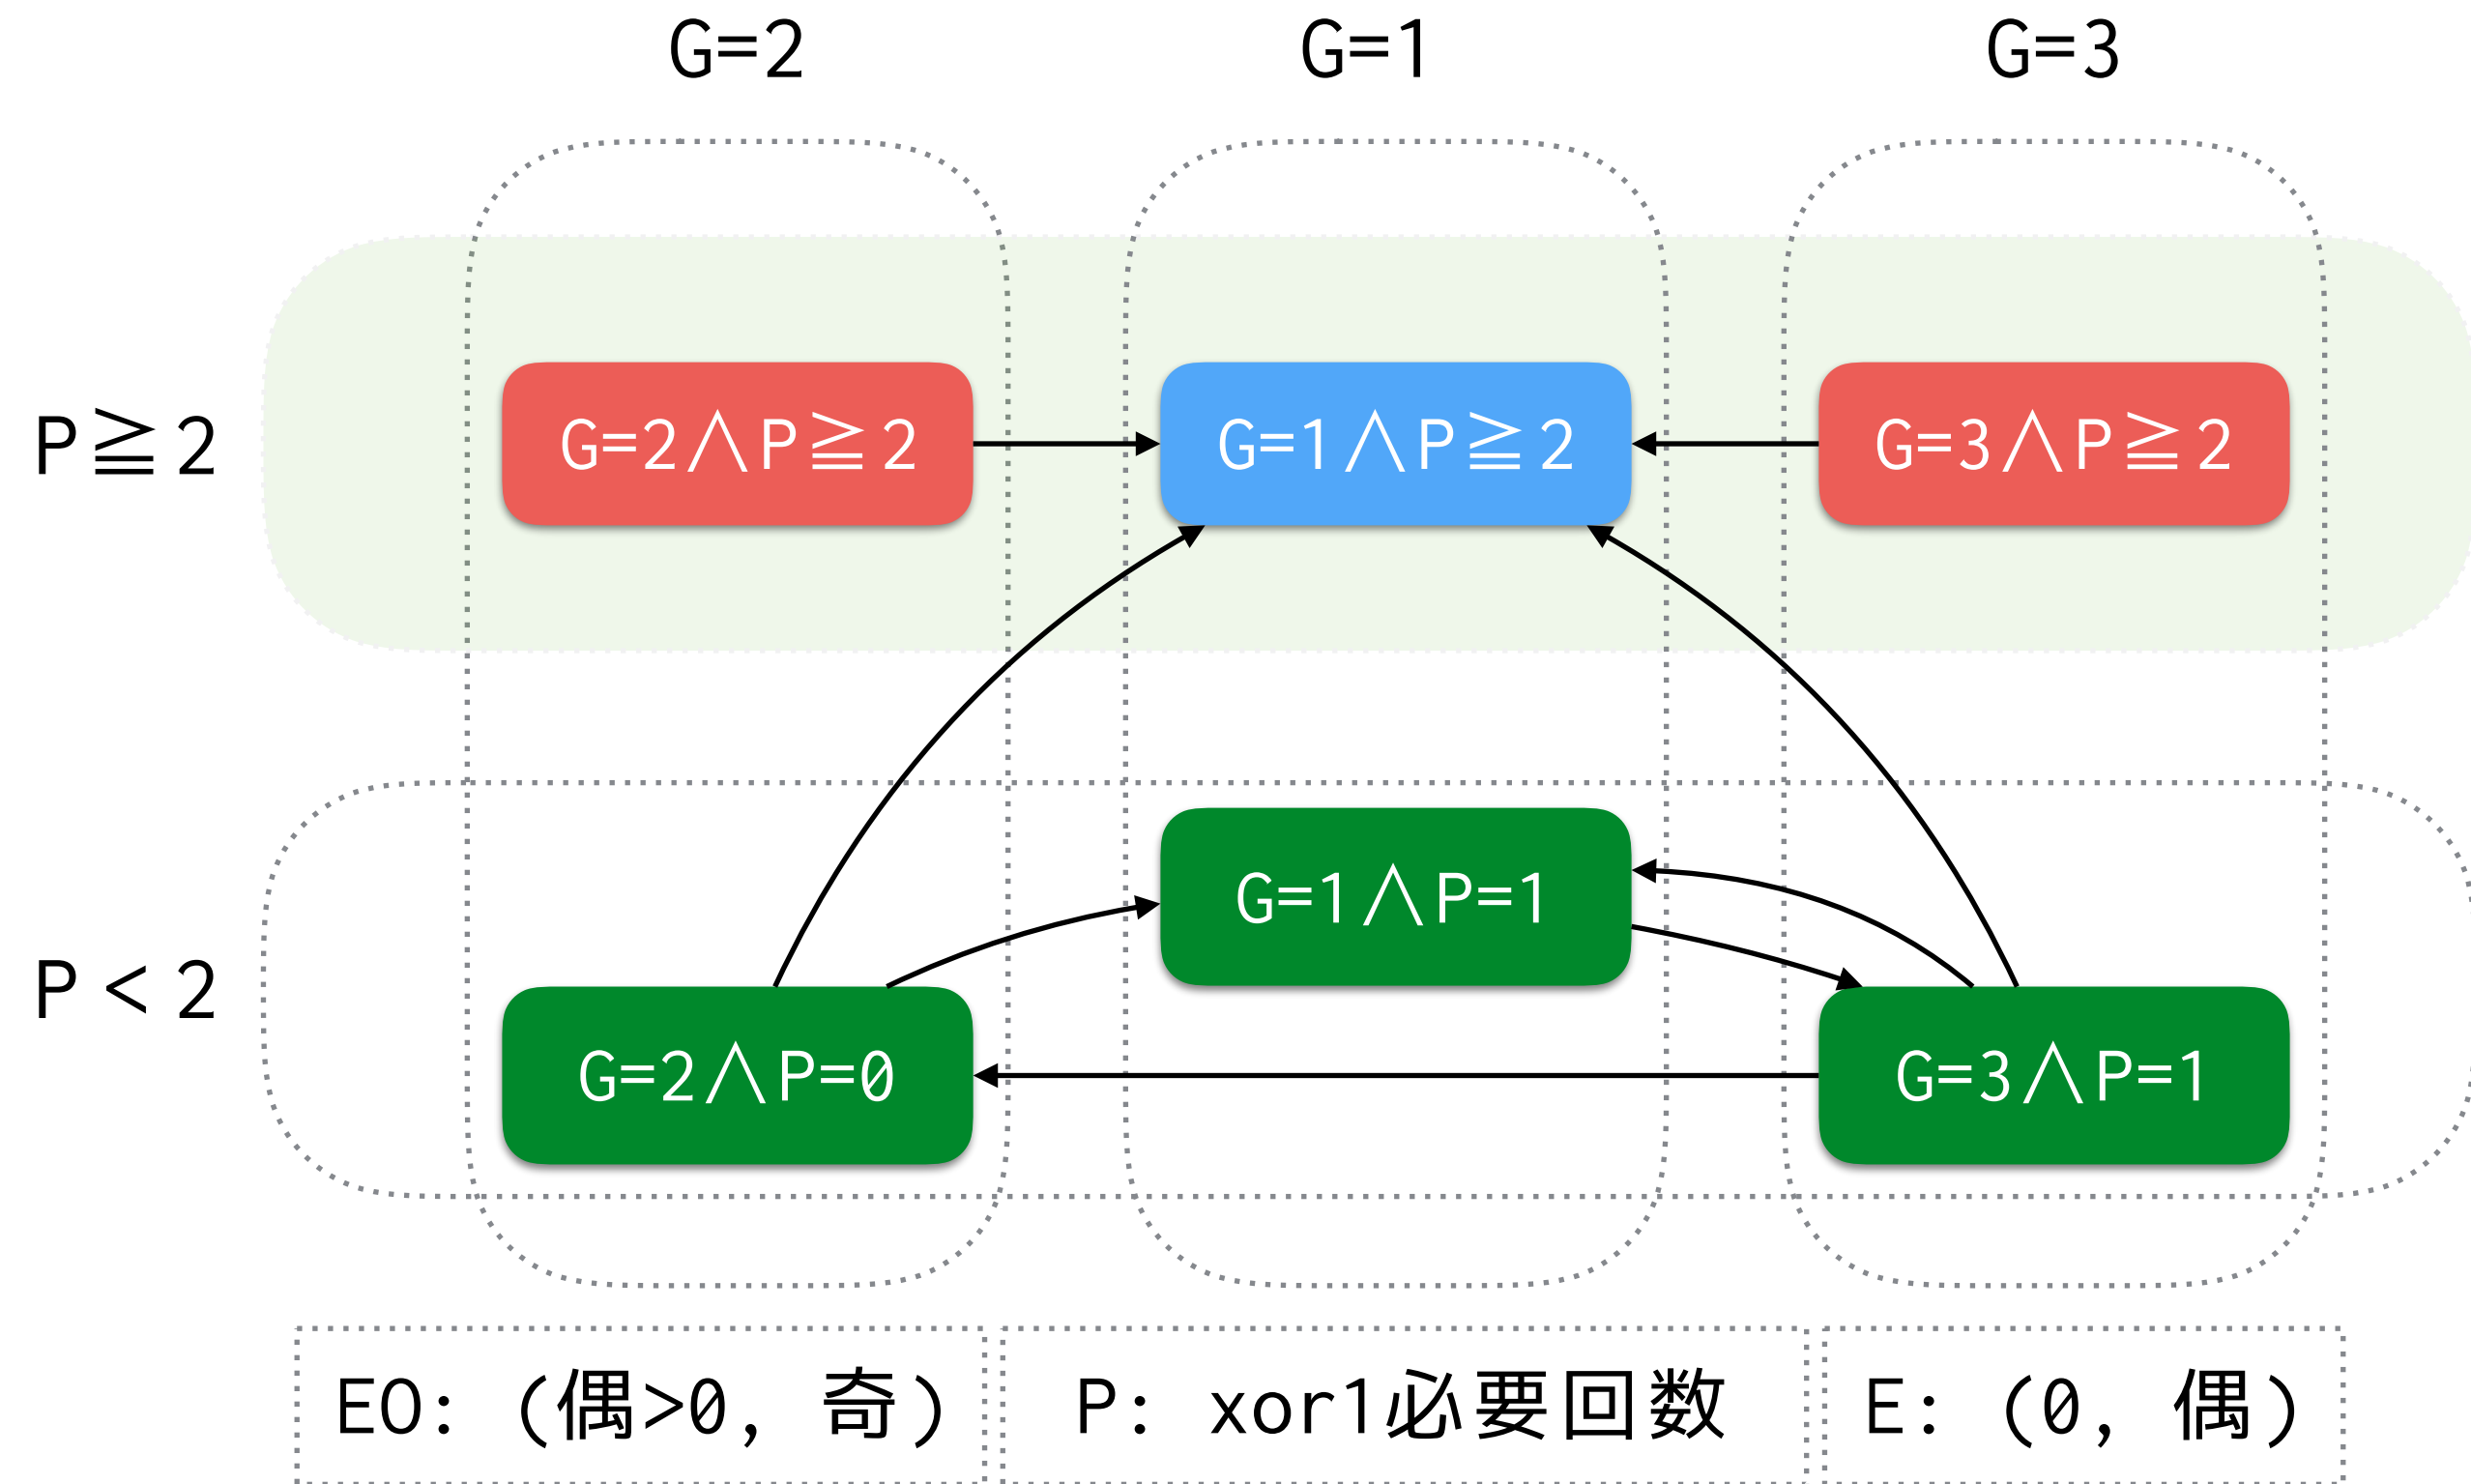 G=2 G=1 G=3
P≧2 G=2∧P≧2 G=1∧P≧2 G=3∧P≧2
G=1∧P=1
P<2
G=2∧P=0 G=3∧P=1
EO: (偶>0, 奇) P: xor1必要回数 E: (0, 偶)